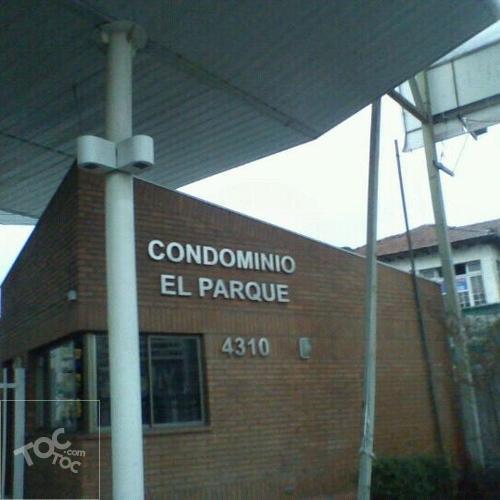 CONDOMINIO
EL PARQUE
4310
TOC
TOC
.com